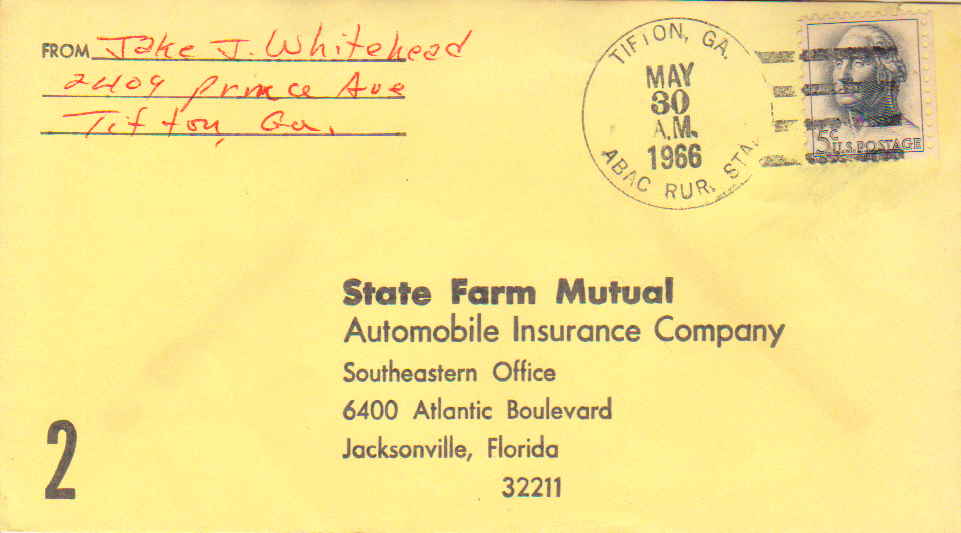 FROM Jake J. Whitehead
2409 Prince Ave
Tifton, Ga.
TIFTON, GA.
MAY
30
A.M.
1966
ABAC RUR. STA.
5¢
U.S. POSTAGE
State Farm Mutual
Automobile Insurance Company
Southeastern Office
6400 Atlantic Boulevard
Jacksonville, Florida
32211
2